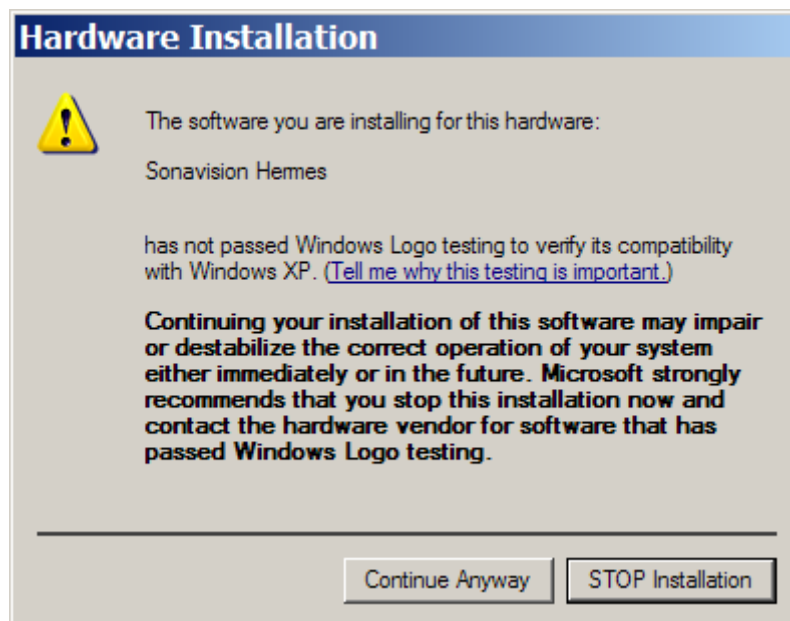 Hardware Installation
The software you are installing for this hardware:
Sonavision Hermes
has not passed Windows Logo testing to verify its compatibility
with Windows XP. (Tell me why this testing is important.)
Continuing your installation of this software may impair
or destabilize the correct operation of your system
either immediately or in the future. Microsoft strongly
recommends that you stop this installation now and
contact the hardware vendor for software that has
passed Windows Logo testing.
Continue Anyway
STOP Installation